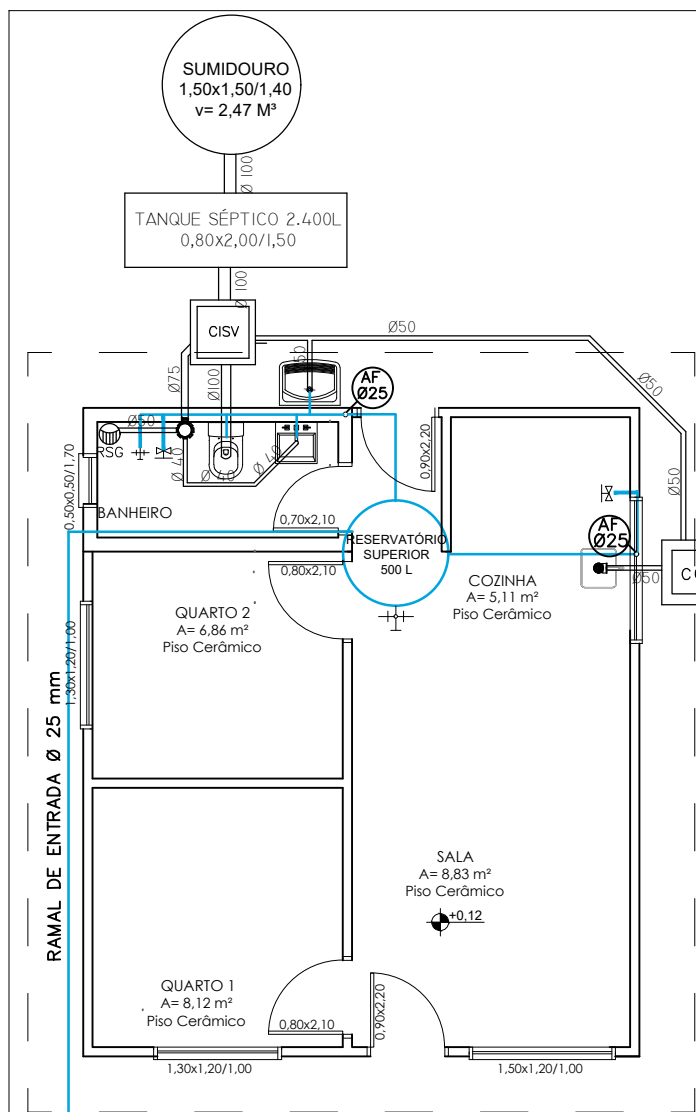 SUMIDOURO
1,50x1,50/1,40
v= 2,47 M³
Ø 100
TANQUE SÉPTICO 2.400L
0,80x2,00/1,50
Ø 100
CISV
Ø50
Ø75
Ø100
50
AF
Ø25
Ø50
Ø50
Ø50
RSG
Ø 40
Ø 40
Ø 40
0,90x2,20
0,50x0,50/1,70
BANHEIRO
0,70x2,10
RESERVATÓRIO
SUPERIOR
500 L
AF
Ø25
Ø50
C
0,80x2,10
COZINHA
A= 5,11 m²
Piso Cerâmico
QUARTO 2
A= 6,86 m²
Piso Cerâmico
1,30x1,20/1,00
RAMAL DE ENTRADA Ø 25 mm
SALA
A= 8,83 m²
Piso Cerâmico
+0,12
QUARTO 1
A= 8,12 m²
Piso Cerâmico
0,80x2,10
0,90x2,20
1,30x1,20/1,00
1,50x1,20/1,00